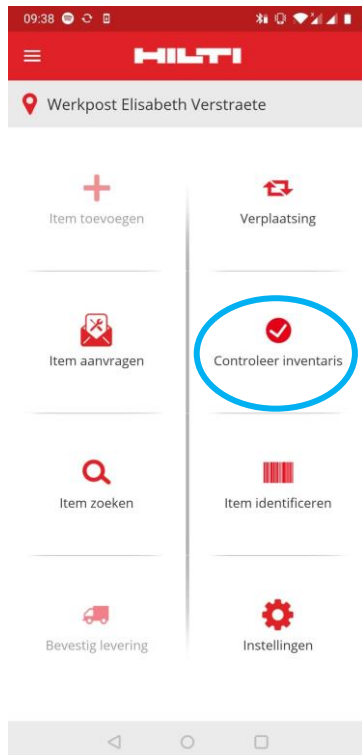 09:38
HILTI
Werkpost Elisabeth Verstraete
Item toevoegen
Verplaatsing
Item aanvragen
Controleer inventaris
Item zoeken
Item identificeren
Bevestig levering
Instellingen